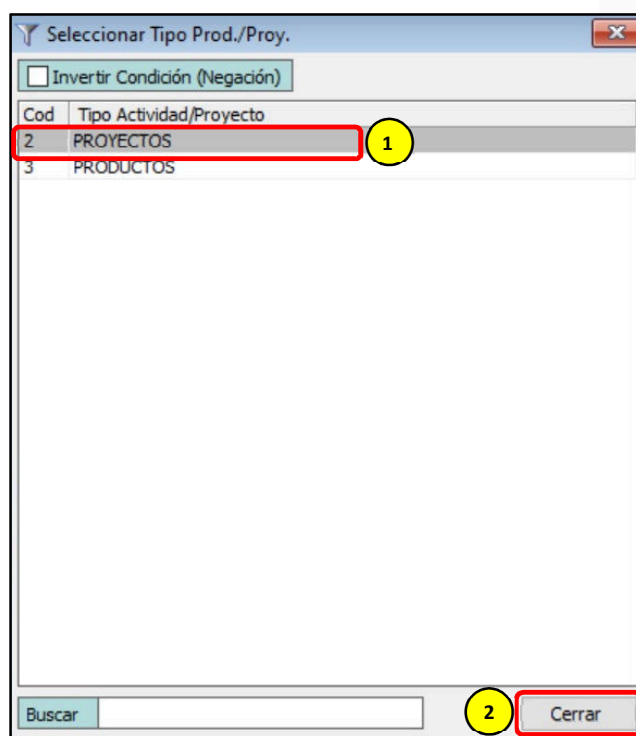 Seleccionar Tipo Prod./Proy.
Invertir Condición (Negación)
Cod Tipo Actividad/Proyecto
2 PROYECTOS 1
3 PRODUCTOS
Buscar 2 Cerrar